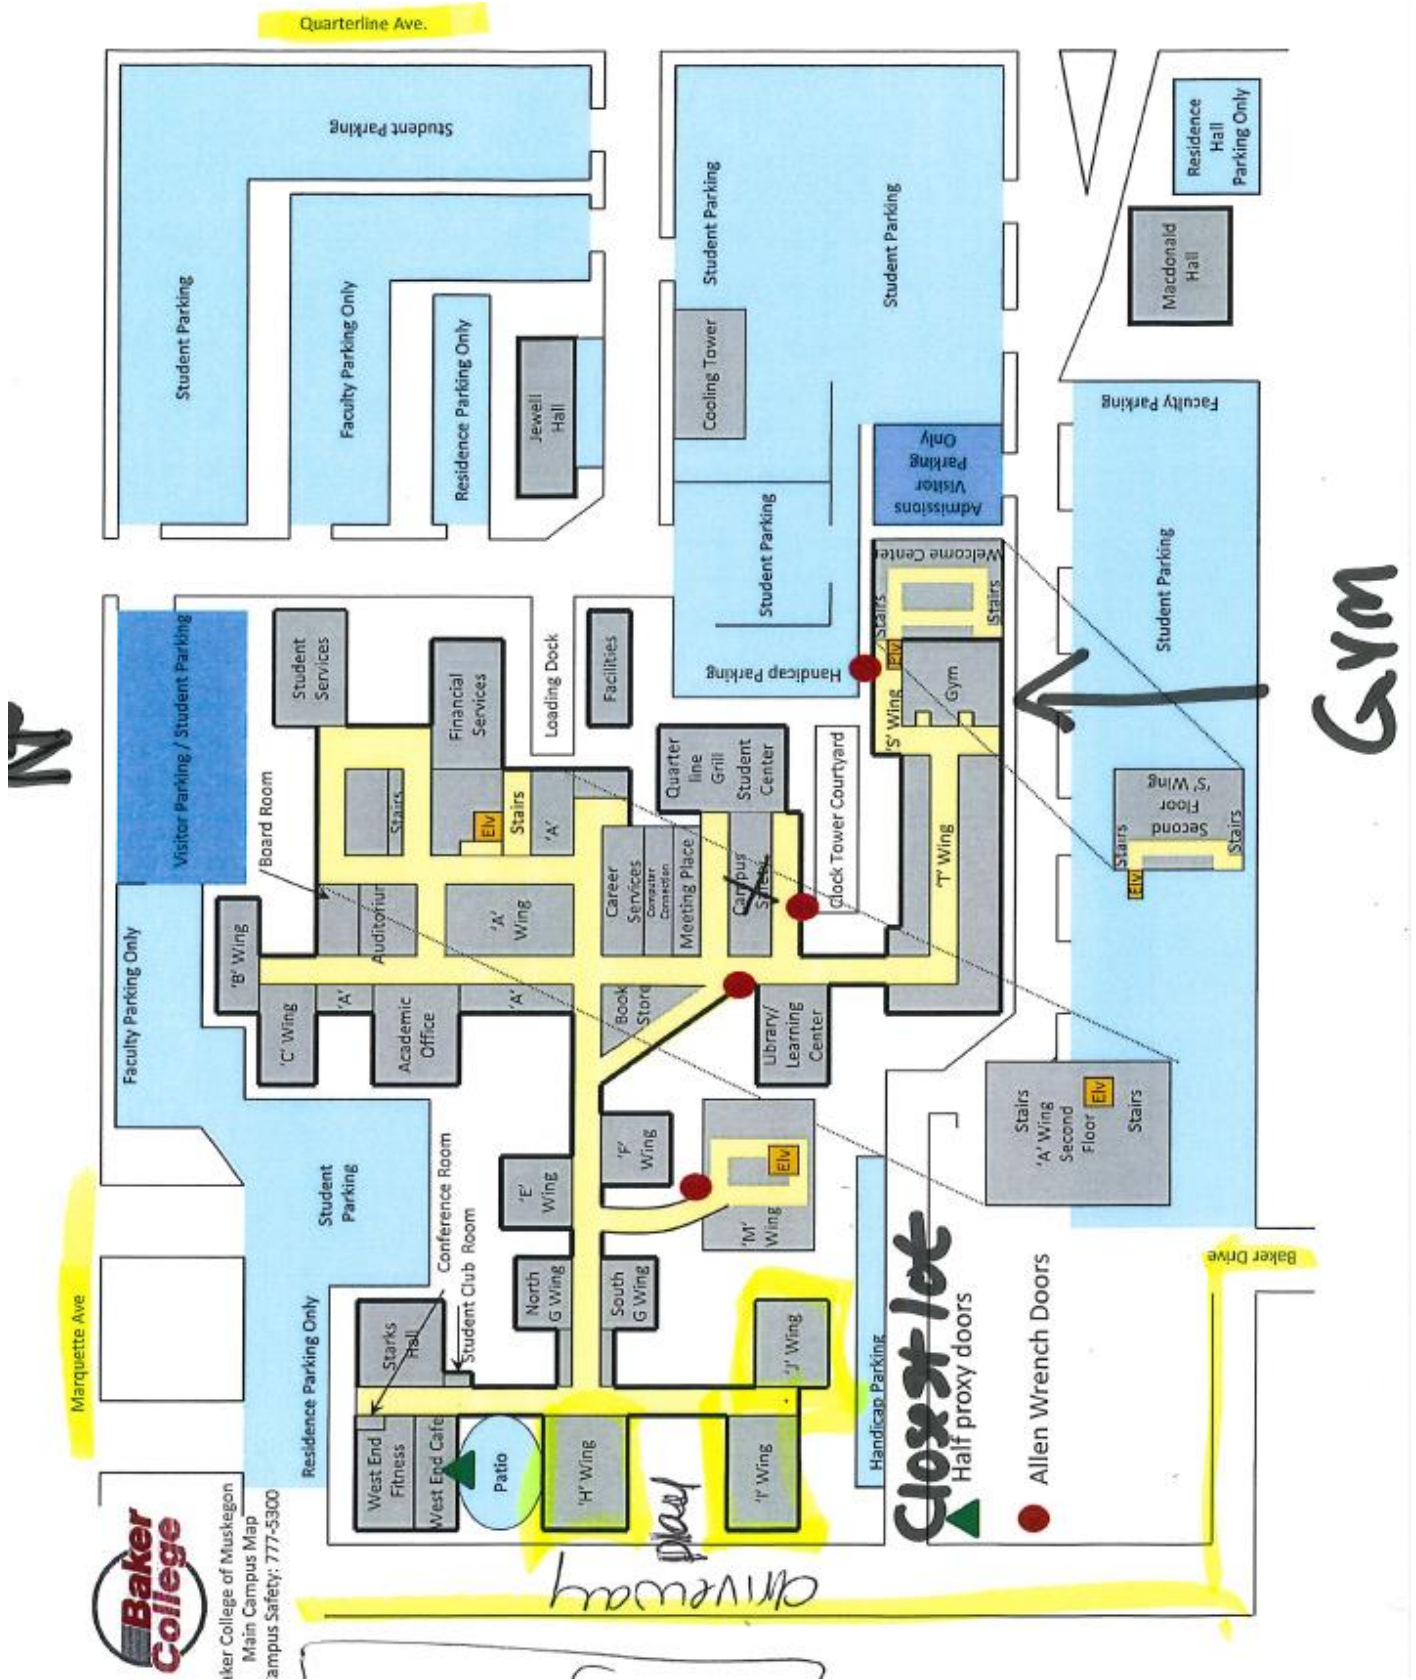 Quarterline Ave.
Student Parking
Student Parking
Faculty Parking Only
Residence Parking Only
Jewell
Hall
Student Parking
Student Parking
Cooling Tower
Residence
Hall
Parking Only
Macdonald
Hall
Faculty Parking
Admissions
Visitor
Parking
Only
Student Parking
Student Parking
Handicap Parking
Welcome Center
Stairs
Stairs
Elv
Gym
'S' Wing
GYM
Visitor Parking / Student Parking
Student
Services
Financial
Services
Loading Dock
Facilities
Board Room
Stairs
Elv
Stairs
'A'
Quarter
line
Grill
Student
Center
Clock Tower Courtyard
'T' Wing
Second
Floor
'S' Wing
Stairs
Stairs
Elv
Faculty Parking Only
'B' Wing
Auditorium
'A'
Wing
Career
Services
Computer
Connection
Meeting Place
Campus
Safety
'C' Wing
'A'
Academic
Office
'A'
Book
Store
Library/
Learning
Center
Stairs
'A' Wing
Second
Floor
Elv
Stairs
Student
Parking
Conference Room
Student Club Room
'E'
Wing
'F'
Wing
'M'
Wing
Elv
Marquette Ave
Residence Parking Only
Starks
Hall
North
G Wing
South
G Wing
'J' Wing
Handicap Parking
Baker Drive
West End
Fitness
West End Cafe
Patio
'H' Wing
play
'I' Wing
Closest lot
Half proxy doors
Allen Wrench Doors
driveway
Baker
College
aker College of Muskegon
Main Campus Map
ampus Safety: 777-5300